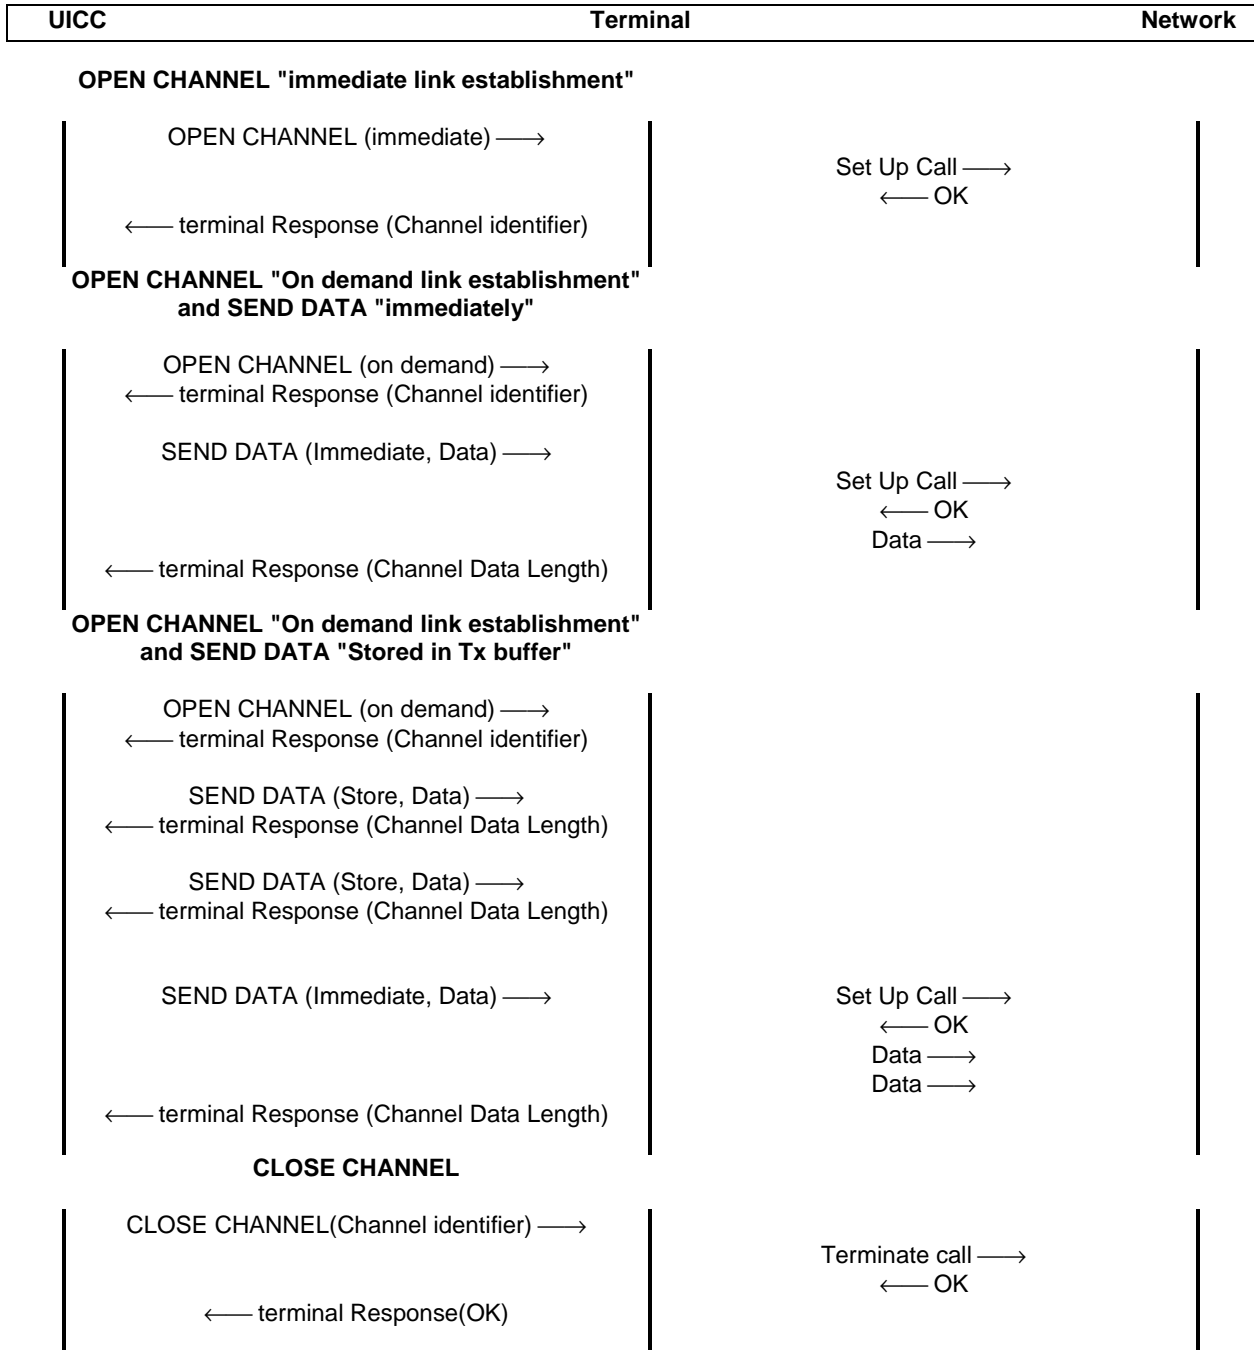 UICC Terminal Network
OPEN CHANNEL "immediate link establishment"
OPEN CHANNEL (immediate) ⟶
Set Up Call ⟶
⟵ OK
⟵ terminal Response (Channel identifier)
OPEN CHANNEL "On demand link establishment"
and SEND DATA "immediately"
OPEN CHANNEL (on demand) ⟶
⟵ terminal Response (Channel identifier)
SEND DATA (Immediate, Data) ⟶
Set Up Call ⟶
⟵ OK
Data ⟶
⟵ terminal Response (Channel Data Length)
OPEN CHANNEL "On demand link establishment"
and SEND DATA "Stored in Tx buffer"
OPEN CHANNEL (on demand) ⟶
⟵ terminal Response (Channel identifier)
SEND DATA (Store, Data) ⟶
⟵ terminal Response (Channel Data Length)
SEND DATA (Store, Data) ⟶
⟵ terminal Response (Channel Data Length)
SEND DATA (Immediate, Data) ⟶ Set Up Call ⟶
⟵ OK
Data ⟶
Data ⟶
⟵ terminal Response (Channel Data Length)
CLOSE CHANNEL
CLOSE CHANNEL(Channel identifier) ⟶
Terminate call ⟶
⟵ OK
⟵ terminal Response(OK)